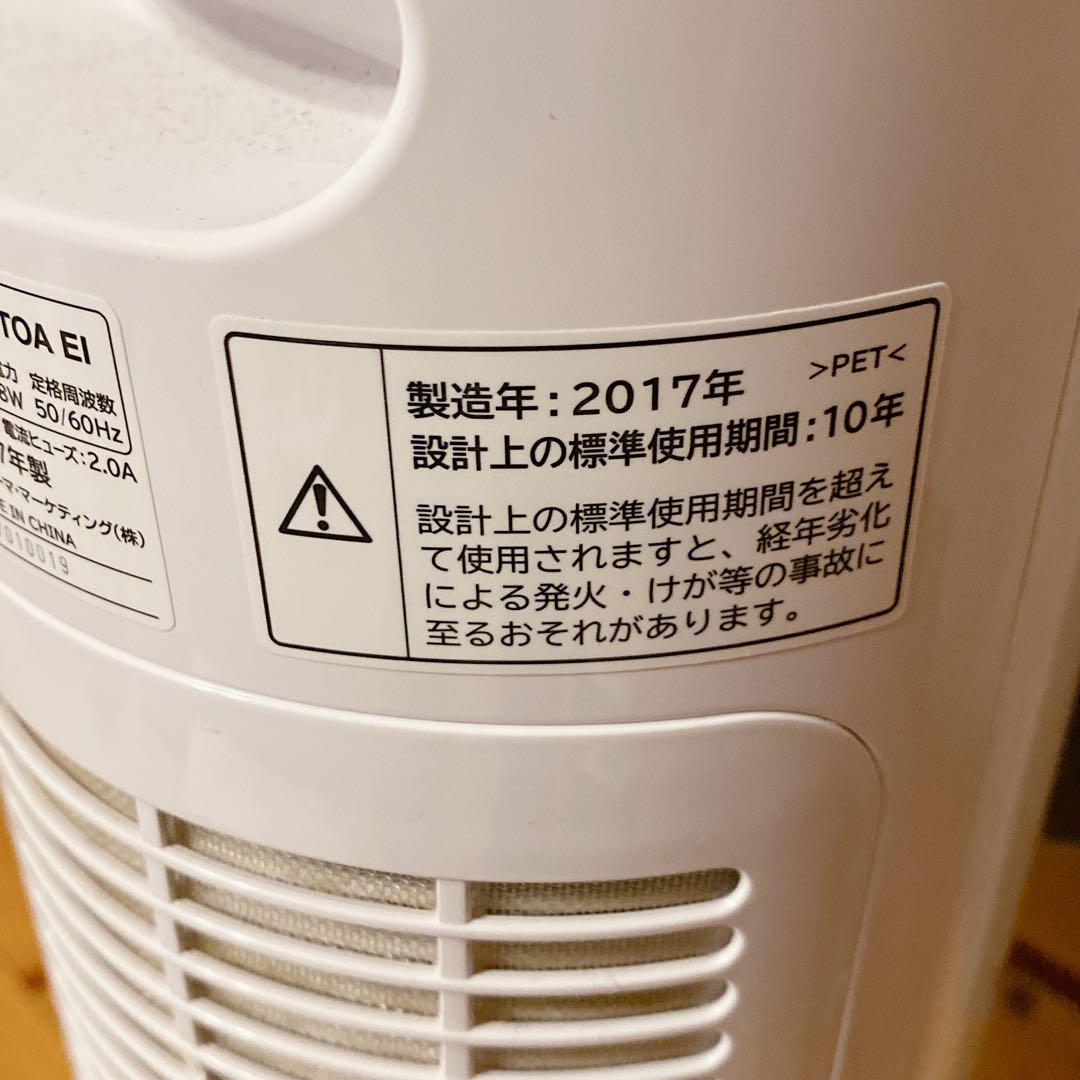 TOA EI
力 定格周波数
8W 50/60Hz
電流ヒューズ:2.0A
7年製
マ・マーケティング(株)
IN CHINA
010019
>PET<
製造年:2017年
設計上の標準使用期間:10年
設計上の標準使用期間を超え
て使用されますと、経年劣化
による発火・けが等の事故に
至るおそれがあります。